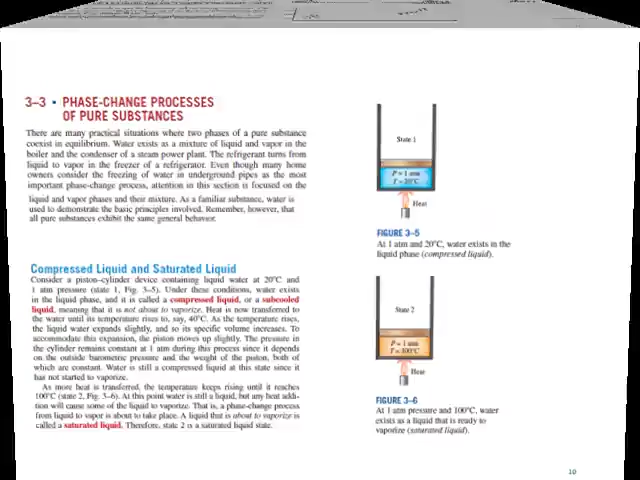 3–3 • PHASE-CHANGE PROCESSES
OF PURE SUBSTANCES
There are many practical situations where two phases of a pure substance
coexist in equilibrium. Water exists as a mixture of liquid and vapor in the
boiler and the condenser of a steam power plant. The refrigerant turns from
liquid to vapor in the freezer of a refrigerator. Even though many home
owners consider the freezing of water in underground pipes as the most
important phase-change process, attention in this section is focused on the
liquid and vapor phases and their mixture. As a familiar substance, water is
used to demonstrate the basic principles involved. Remember, however, that
all pure substances exhibit the same general behavior.
Compressed Liquid and Saturated Liquid
Consider a piston–cylinder device containing liquid water at 20°C and
1 atm pressure (state 1, Fig. 3–5). Under these conditions, water exists
in the liquid phase, and it is called a compressed liquid, or a subcooled
liquid, meaning that it is not about to vaporize. Heat is now transferred to
the water until its temperature rises to, say, 40°C. As the temperature rises,
the liquid water expands slightly, and so its specific volume increases. To
accommodate this expansion, the piston moves up slightly. The pressure in
the cylinder remains constant at 1 atm during this process since it depends
on the outside barometric pressure and the weight of the piston, both of
which are constant. Water is still a compressed liquid at this state since it
has not started to vaporize.
As more heat is transferred, the temperature keeps rising until it reaches
100°C (state 2, Fig. 3–6). At this point water is still a liquid, but any heat addi-
tion will cause some of the liquid to vaporize. That is, a phase-change process
from liquid to vapor is about to take place. A liquid that is about to vaporize is
called a saturated liquid. Therefore, state 2 is a saturated liquid state.
State 1
P = 1 atm
T = 20°C
Heat
FIGURE 3–5
At 1 atm and 20°C, water exists in the
liquid phase (compressed liquid).
State 2
P = 1 atm
T = 100°C
Heat
FIGURE 3–6
At 1 atm pressure and 100°C, water
exists as a liquid that is ready to
vaporize (saturated liquid).
10